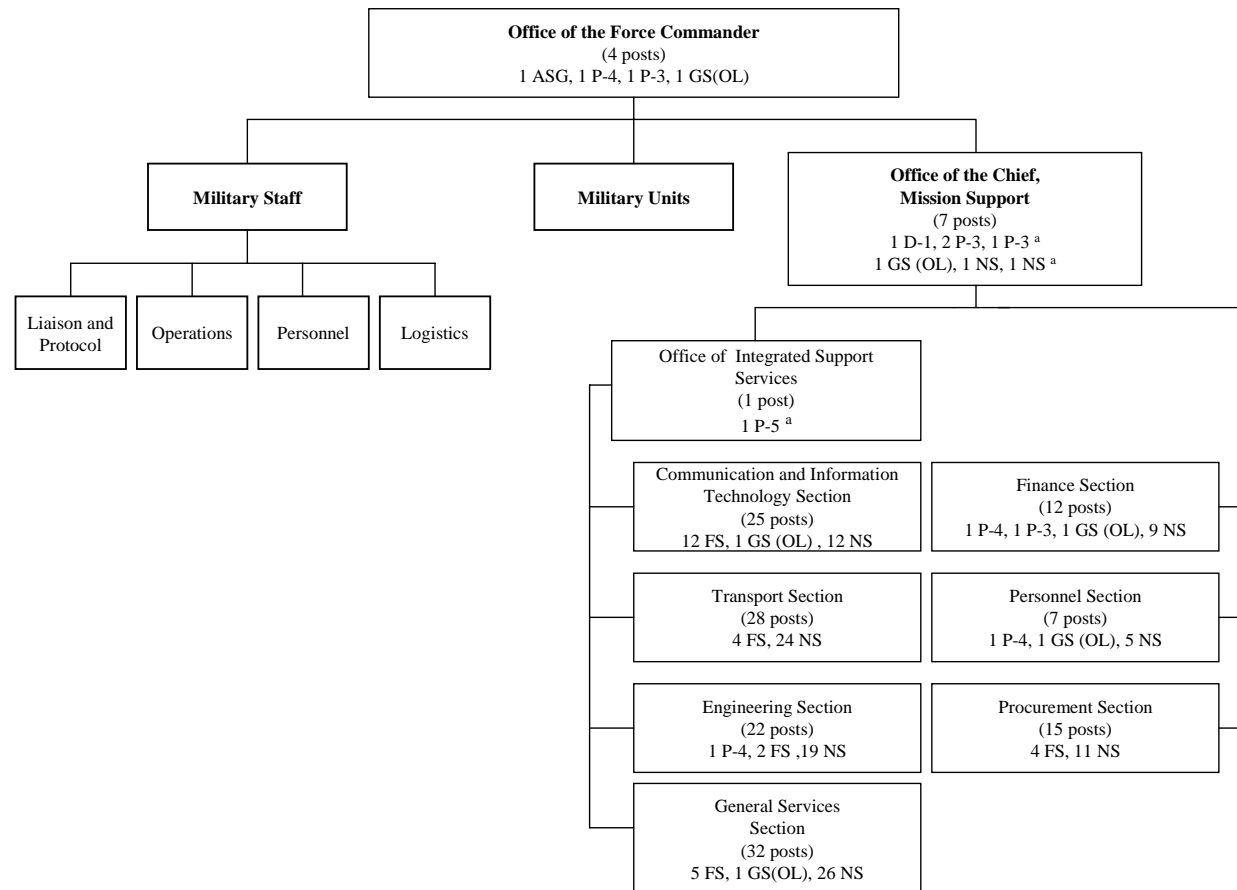 Office of the Force Commander
(4 posts)
1 ASG, 1 P-4, 1 P-3, 1 GS(OL)
Military Staff
Military Units
Office of the Chief,
Mission Support
(7 posts)
1 D-1, 2 P-3, 1 P-3 a
1 GS (OL), 1 NS, 1 NS a
Liaison and
Protocol
Operations
Personnel
Logistics
Office of Integrated Support
Services
(1 post)
1 P-5 a
Communication and Information
Technology Section
(25 posts)
12 FS, 1 GS (OL) , 12 NS
Finance Section
(12 posts)
1 P-4, 1 P-3, 1 GS (OL), 9 NS
Transport Section
(28 posts)
4 FS, 24 NS
Personnel Section
(7 posts)
1 P-4, 1 GS (OL), 5 NS
Engineering Section
(22 posts)
1 P-4, 2 FS ,19 NS
Procurement Section
(15 posts)
4 FS, 11 NS
General Services
Section
(32 posts)
5 FS, 1 GS(OL), 26 NS